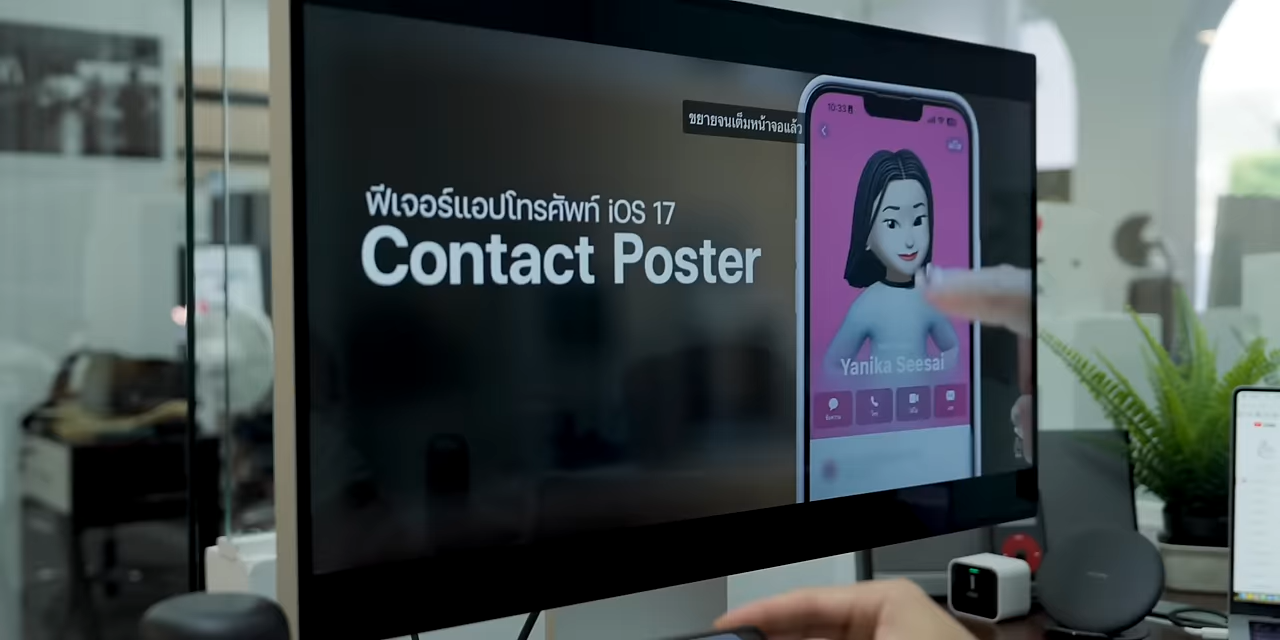 ขยายจนเต็มหน้าจอแล้ว
10:33
ฟีเจอร์แอปโทรศัพท์ iOS 17
Contact Poster
Yanika Seesai